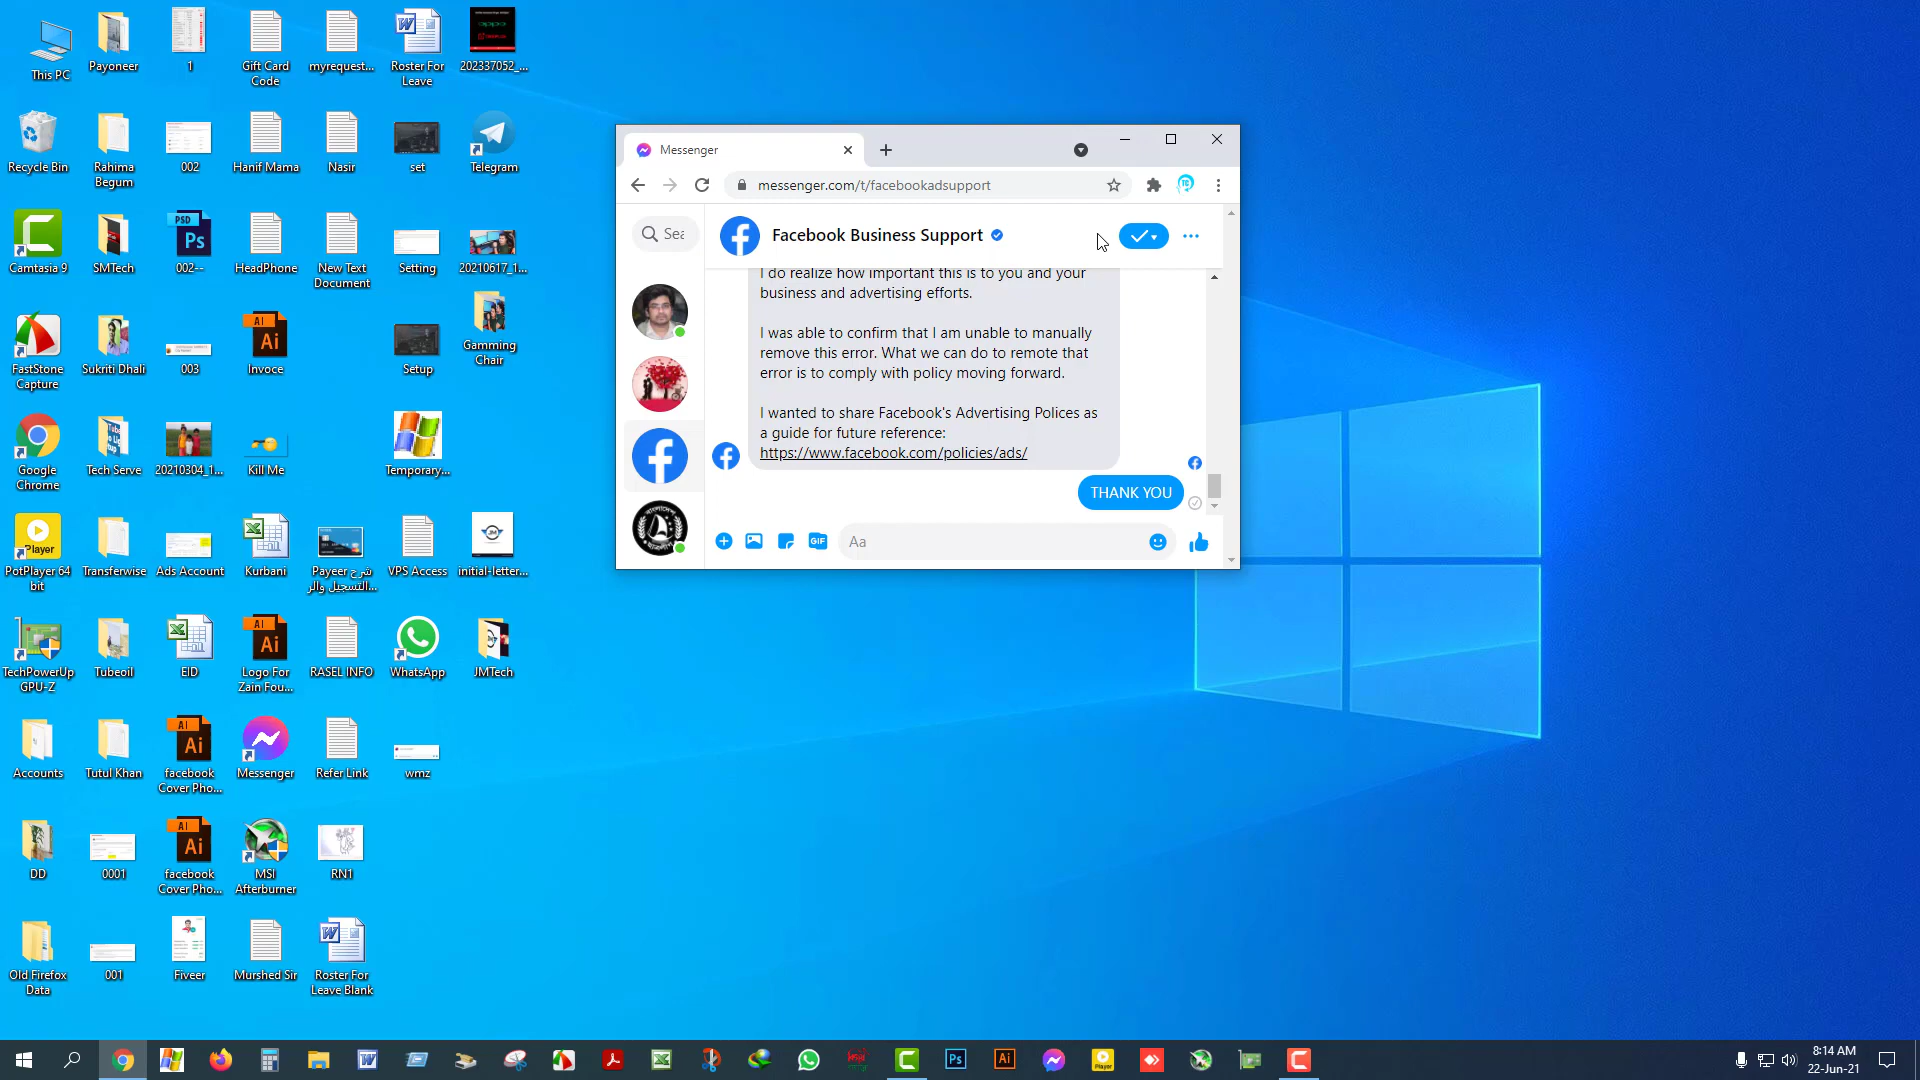 This PC
Payoneer
1
Gift Card
Code
myrequest...
Roster For
Leave
202337052_...
Recycle Bin
Rahima
Begum
002
Hanif Mama
Nasir
set
Telegram
Camtasia 9
SMTech
002--
HeadPhone
New Text
Document
Setting
20210617_1...
FastStone
Capture
Sukriti Dhali
003
Invoce
Setup
Gamming
Chair
Google
Chrome
Tech Serve
20210304_1...
Kill Me
Temporary...
PotPlayer 64
bit
Transferwise
Ads Account
Kurbani
Payeer شرح
التسجيل والر...
VPS Access
initial-letter...
TechPowerUp
GPU-Z
Tubeoil
EID
Logo For
Zain Fou...
RASEL INFO
WhatsApp
JMTech
Accounts
Tutul Khan
facebook
Cover Pho...
Messenger
Refer Link
wmz
DD
0001
facebook
Cover Pho...
MSI
Afterburner
RN1
Old Firefox
Data
001
Fiveer
Murshed Sir
Roster For
Leave Blank
Messenger
messenger.com/t/facebookadsupport
Sea
Facebook Business Support
I do realize how important this is to you and your
business and advertising efforts.
I was able to confirm that I am unable to manually
remove this error. What we can do to remote that
error is to comply with policy moving forward.
I wanted to share Facebook's Advertising Polices as
a guide for future reference:
https://www.facebook.com/policies/ads/
THANK YOU
GIF
Aa
8:14 AM
22-Jun-21